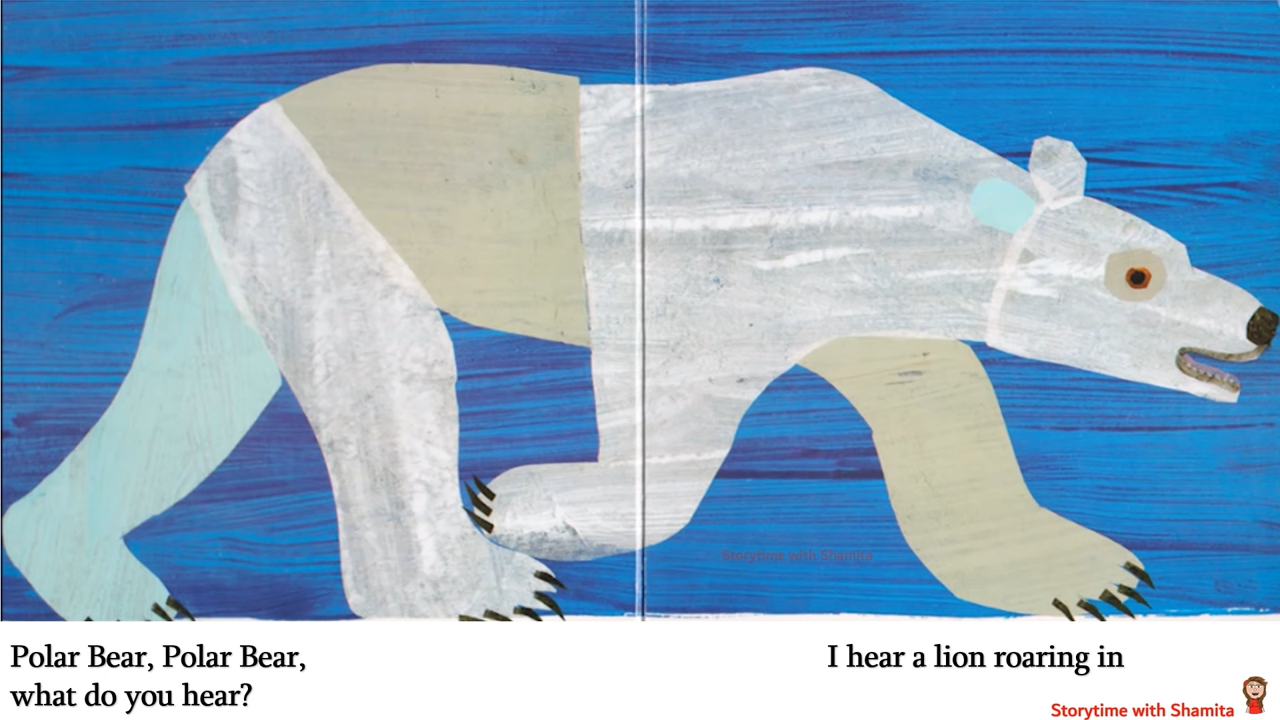 Storytime with Shamita
Polar Bear, Polar Bear,
what do you hear?
I hear a lion roaring in
Storytime with Shamita